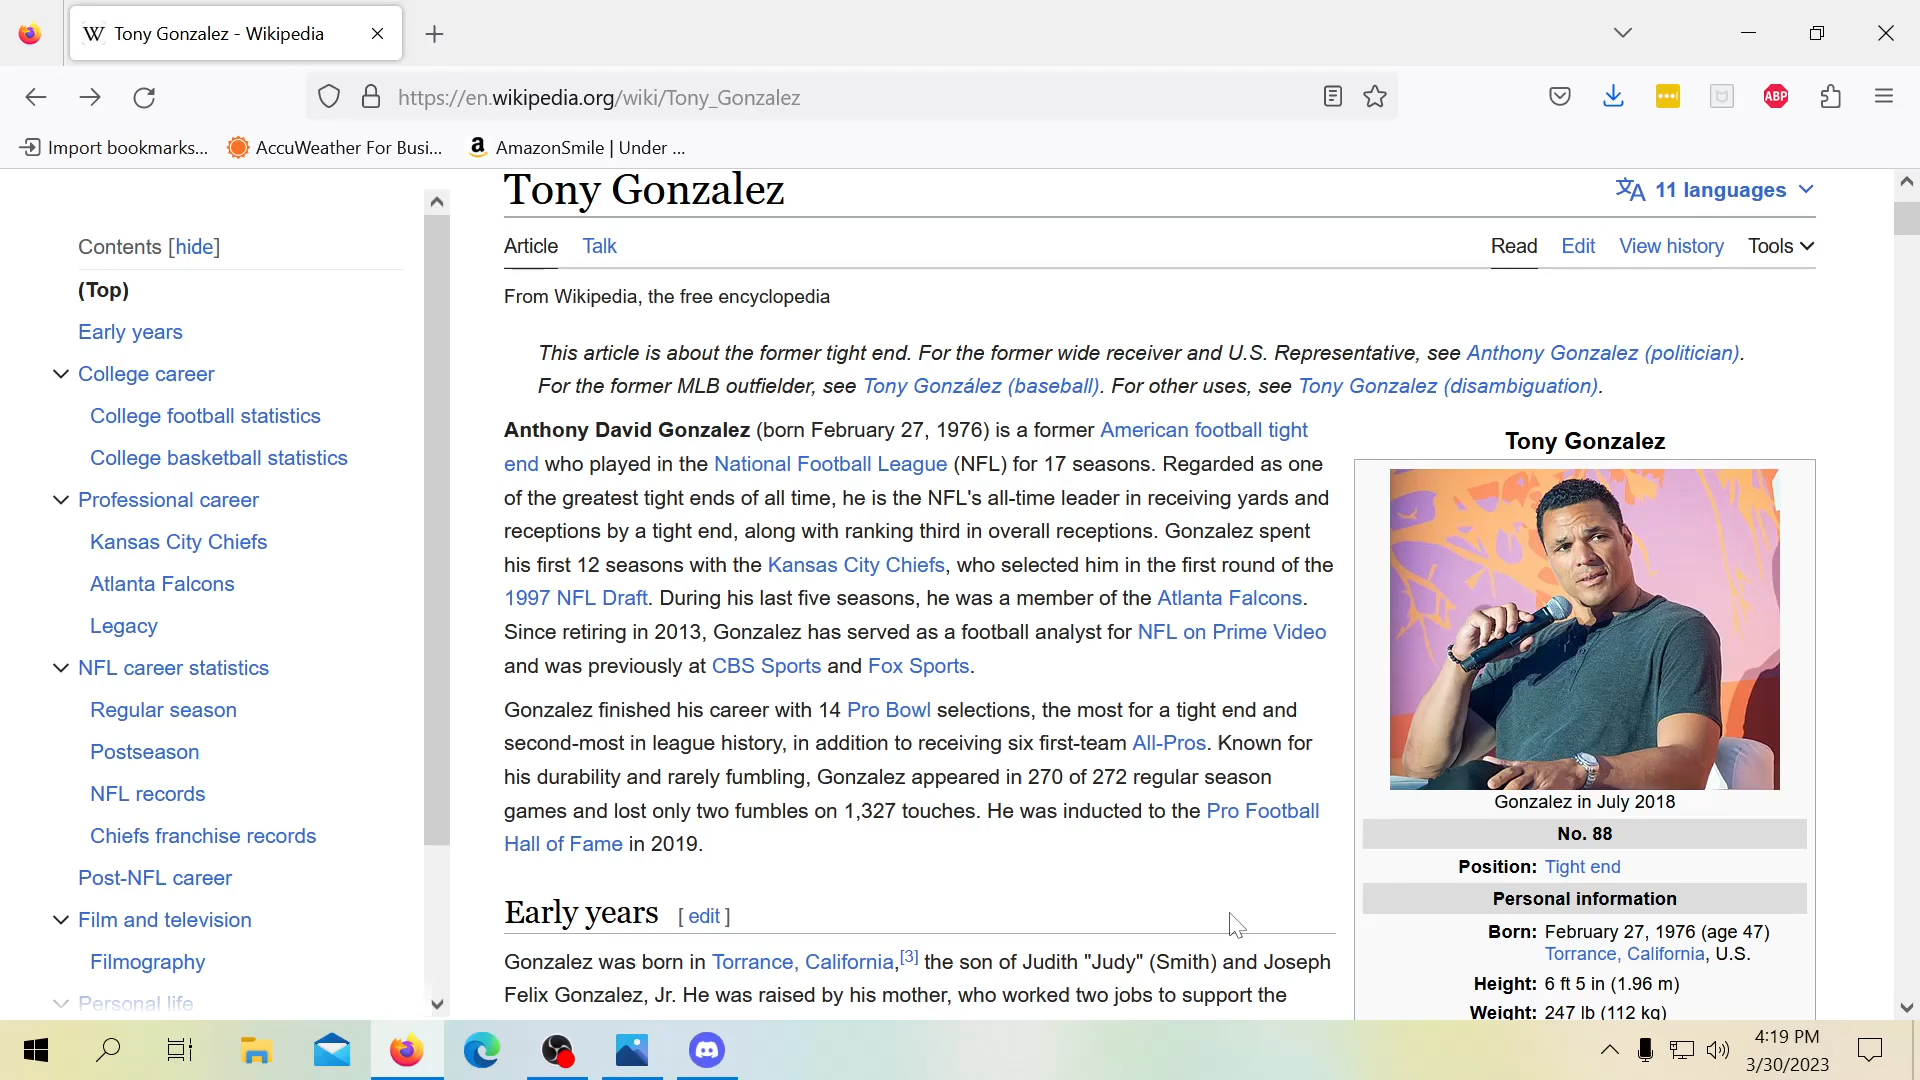 Tony Gonzalez - Wikipedia
https://en.wikipedia.org/wiki/Tony_Gonzalez
ABP
Import bookmarks...
AccuWeather For Busi...
AmazonSmile | Under ...
Contents [hide]
(Top)
Early years
College career
College football statistics
College basketball statistics
Professional career
Kansas City Chiefs
Atlanta Falcons
Legacy
NFL career statistics
Regular season
Postseason
NFL records
Chiefs franchise records
Post-NFL career
Film and television
Filmography
Personal life
Tony Gonzalez
11 languages
Article Talk
Read Edit View history Tools
From Wikipedia, the free encyclopedia
This article is about the former tight end. For the former wide receiver and U.S. Representative, see Anthony Gonzalez (politician).
For the former MLB outfielder, see Tony González (baseball). For other uses, see Tony Gonzalez (disambiguation).
Anthony David Gonzalez (born February 27, 1976) is a former American football tight
end who played in the National Football League (NFL) for 17 seasons. Regarded as one
of the greatest tight ends of all time, he is the NFL's all-time leader in receiving yards and
receptions by a tight end, along with ranking third in overall receptions. Gonzalez spent
his first 12 seasons with the Kansas City Chiefs, who selected him in the first round of the
1997 NFL Draft. During his last five seasons, he was a member of the Atlanta Falcons.
Since retiring in 2013, Gonzalez has served as a football analyst for NFL on Prime Video
and was previously at CBS Sports and Fox Sports.
Gonzalez finished his career with 14 Pro Bowl selections, the most for a tight end and
second-most in league history, in addition to receiving six first-team All-Pros. Known for
his durability and rarely fumbling, Gonzalez appeared in 270 of 272 regular season
games and lost only two fumbles on 1,327 touches. He was inducted to the Pro Football
Hall of Fame in 2019.
Early years [ edit ]
Gonzalez was born in Torrance, California,[3] the son of Judith "Judy" (Smith) and Joseph
Felix Gonzalez, Jr. He was raised by his mother, who worked two jobs to support the
Tony Gonzalez
Gonzalez in July 2018
No. 88
Position: Tight end
Personal information
Born: February 27, 1976 (age 47)
Torrance, California, U.S.
Height: 6 ft 5 in (1.96 m)
Weight: 247 lb (112 kg)
4:19 PM
3/30/2023